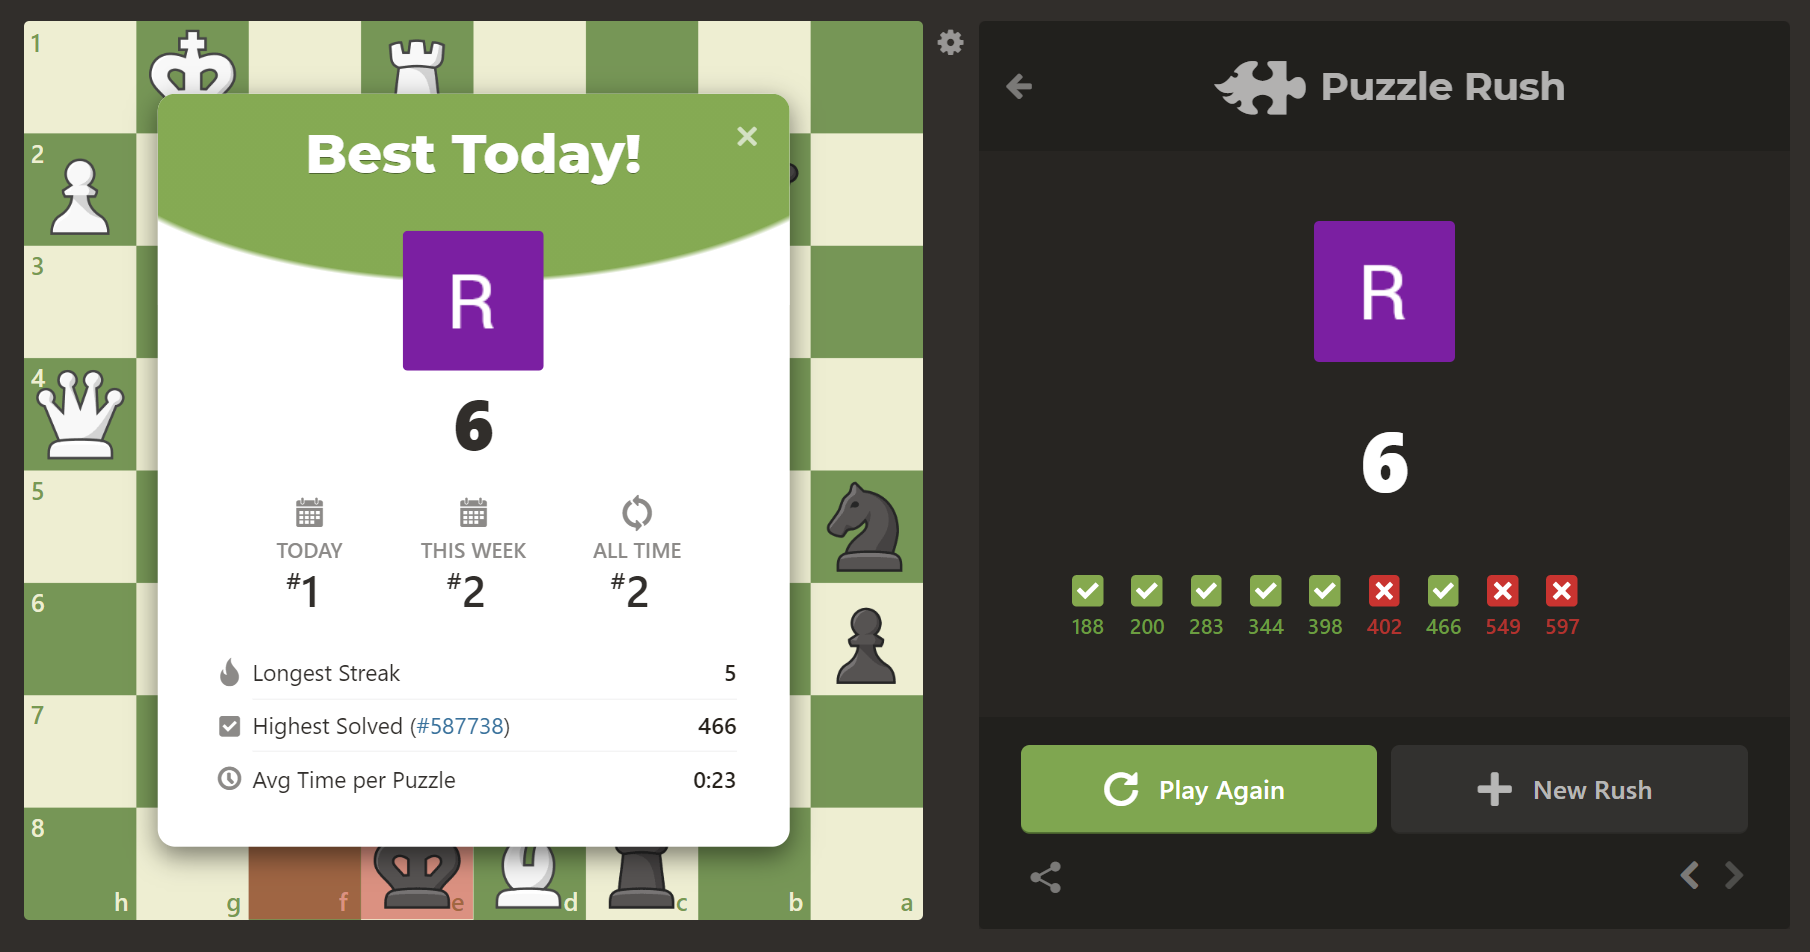 1
2
3
4
5
6
7
8
h
g
f
e
d
c
b
a
Best Today!
R
6
TODAY
#1
THIS WEEK
#2
ALL TIME
#2
Longest Streak 5
Highest Solved (#587738) 466
Avg Time per Puzzle 0:23
Puzzle Rush
R
6
188 200 283 344 398 402 466 549 597
Play Again
New Rush